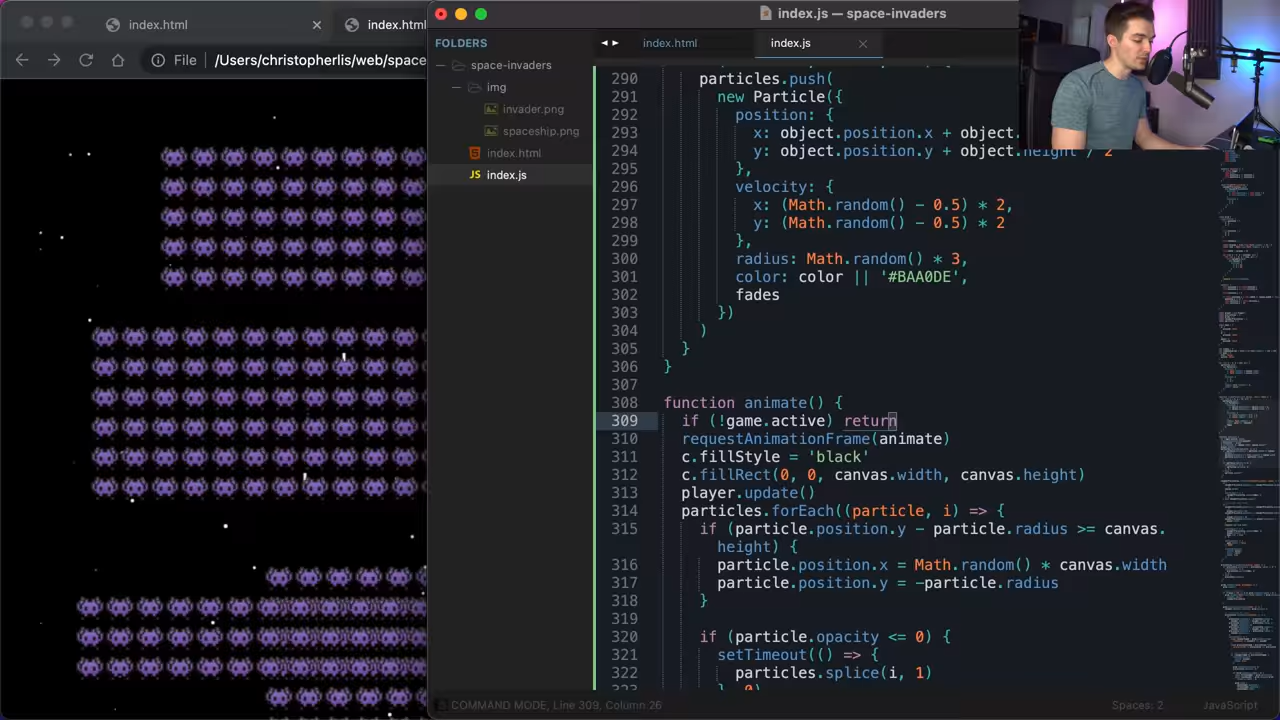 index.html
index.htm
File
/Users/christopherlis/web/space
index.js — space-invaders
FOLDERS
space-invaders
img
invader.png
spaceship.png
index html
index.js
index.html
index.js
290 particles.push(
291 new Particle({
292 position: {
293 x: object.position.x + object.
294 y: object.position.y + object.height / 2
295 },
296 velocity: {
297 x: (Math.random() - 0.5) * 2,
298 y: (Math.random() - 0.5) * 2
299 },
300 radius: Math.random() * 3,
301 color: color || '#BAA0DE',
302 fades
303 })
304 )
305 }
306 }
307
308 function animate() {
309 if (!game.active) return
310 requestAnimationFrame(animate)
311 c.fillStyle = 'black'
312 c.fillRect(0, 0, canvas.width, canvas.height)
313 player.update()
314 particles.forEach((particle, i) => {
315 if (particle.position.y - particle.radius >= canvas.
height) {
316 particle.position.x = Math.random() * canvas.width
317 particle.position.y = -particle.radius
318 }
319
320 if (particle.opacity <= 0) {
321 setTimeout(() => {
322 particles.splice(i, 1)
323 }, 0)
COMMAND MODE, Line 309, Column 26
Spaces: 2
JavaScript